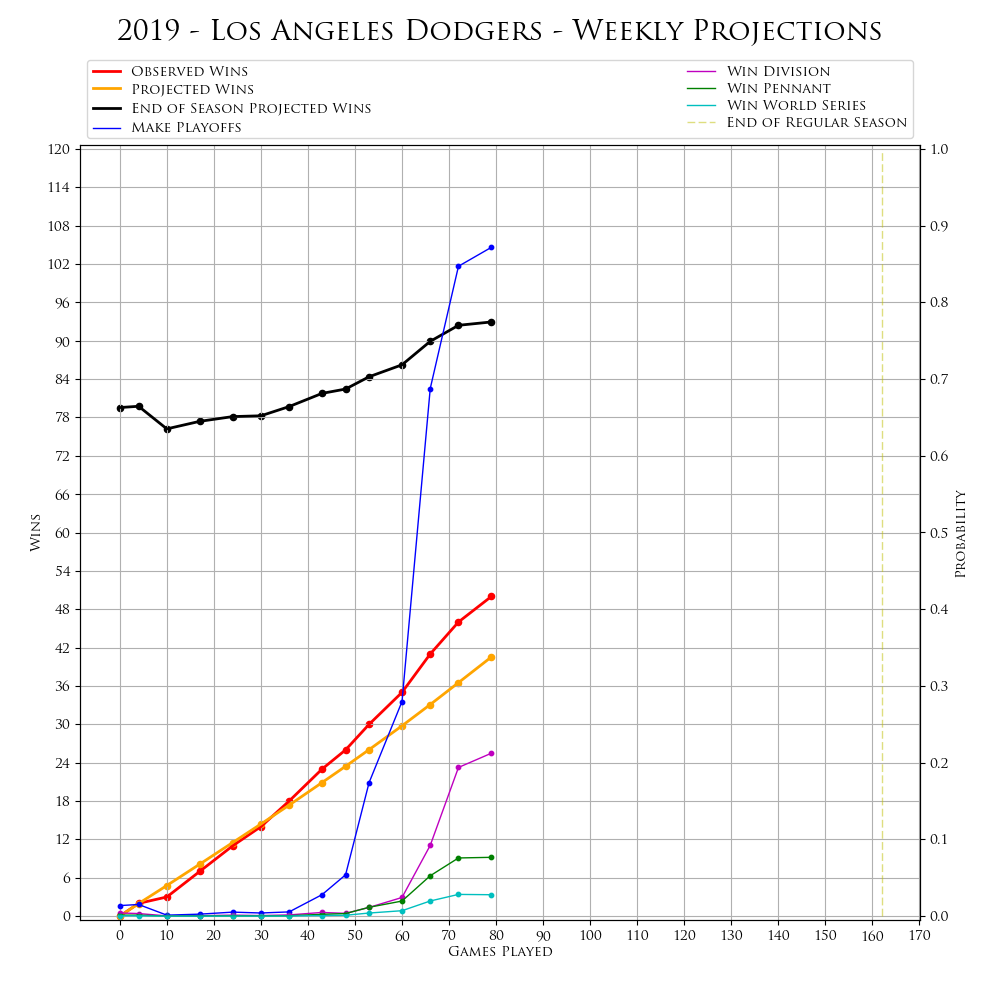 2019 - Los Angeles Dodgers - Weekly Projections
Observed Wins
Projected Wins
End of Season Projected Wins
Make Playoffs
Win Division
Win Pennant
Win World Series
End of Regular Season
120
114
108
102
96
90
84
78
72
66
60
54
48
42
36
30
24
18
12
6
0
Wins
1.0
0.9
0.8
0.7
0.6
0.5
0.4
0.3
0.2
0.1
0.0
Probability
0 10 20 30 40 50 60 70 80 90 100 110 120 130 140 150 160 170
Games Played